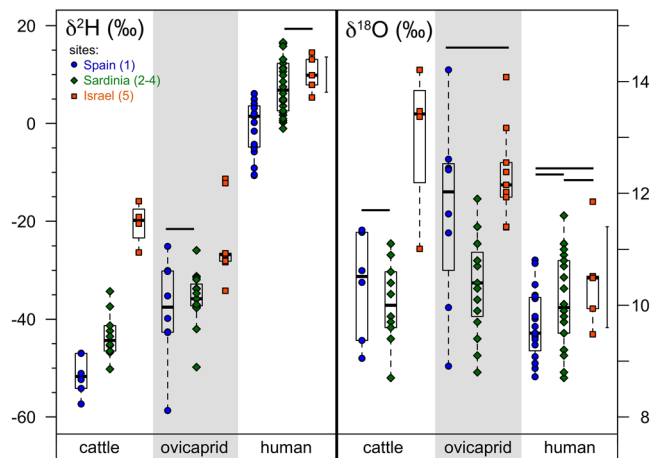 δ²H (‰)
sites:
Spain (1)
Sardinia (2-4)
Israel (5)
20
0
-20
-40
-60
cattle
ovicaprid
human
δ¹⁸O (‰)
14
12
10
8
cattle
ovicaprid
human